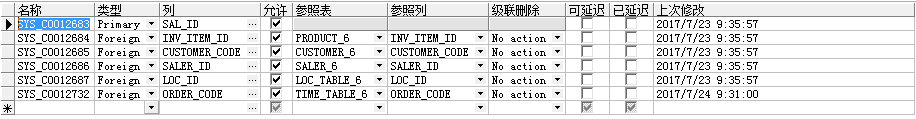 名称 类型 列 允许 参照表 参照列 级联删除 可延迟 已延迟 上次修改
SYS_C0012683 Primary SAL_ID ... 2017/7/23 9:35:57
SYS_C0012684 Foreign INV_ITEM_ID ... PRODUCT_6 INV_ITEM_ID No action 2017/7/23 9:35:57
SYS_C0012685 Foreign CUSTOMER_CODE ... CUSTOMER_6 CUSTOMER_CODE No action 2017/7/23 9:35:57
SYS_C0012686 Foreign SALER_ID ... SALER_6 SALER_ID No action 2017/7/23 9:35:57
SYS_C0012687 Foreign LOC_ID ... LOC_TABLE_6 LOC_ID No action 2017/7/23 9:35:57
SYS_C0012732 Foreign ORDER_CODE ... TIME_TABLE_6 ORDER_CODE No action 2017/7/24 9:31:00
* ...